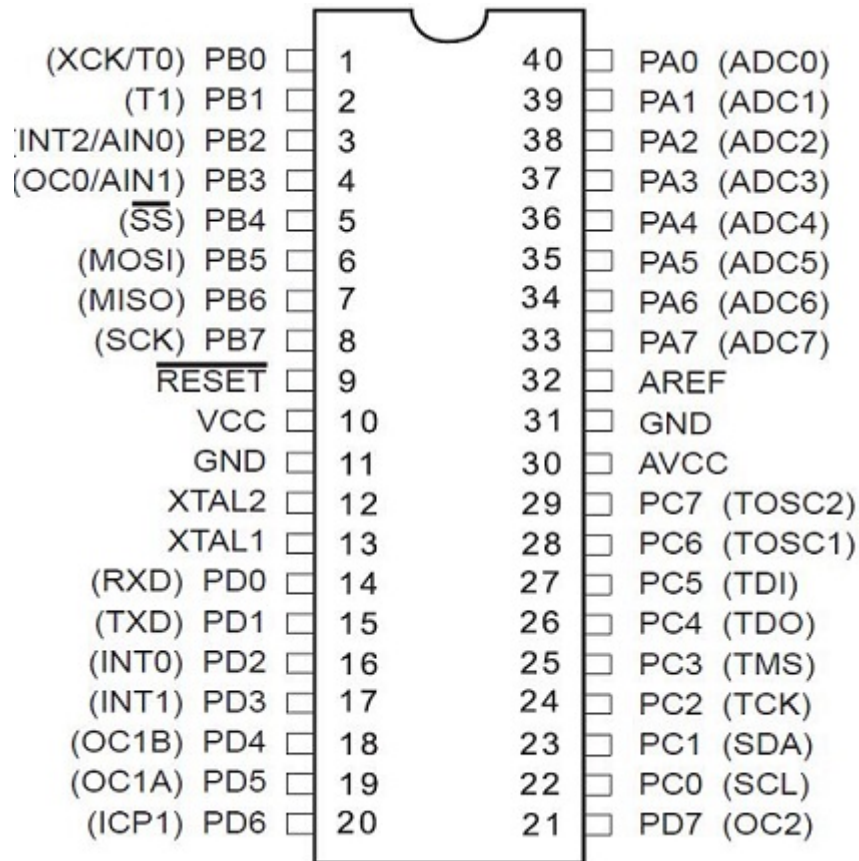 (XCK/T0) PB0 1 40 PA0 (ADC0)
(T1) PB1 2 39 PA1 (ADC1)
INT2/AIN0) PB2 3 38 PA2 (ADC2)
(OC0/AIN1) PB3 4 37 PA3 (ADC3)
(SS) PB4 5 36 PA4 (ADC4)
(MOSI) PB5 6 35 PA5 (ADC5)
(MISO) PB6 7 34 PA6 (ADC6)
(SCK) PB7 8 33 PA7 (ADC7)
RESET 9 32 AREF
VCC 10 31 GND
GND 11 30 AVCC
XTAL2 12 29 PC7 (TOSC2)
XTAL1 13 28 PC6 (TOSC1)
(RXD) PD0 14 27 PC5 (TDI)
(TXD) PD1 15 26 PC4 (TDO)
(INT0) PD2 16 25 PC3 (TMS)
(INT1) PD3 17 24 PC2 (TCK)
(OC1B) PD4 18 23 PC1 (SDA)
(OC1A) PD5 19 22 PC0 (SCL)
(ICP1) PD6 20 21 PD7 (OC2)